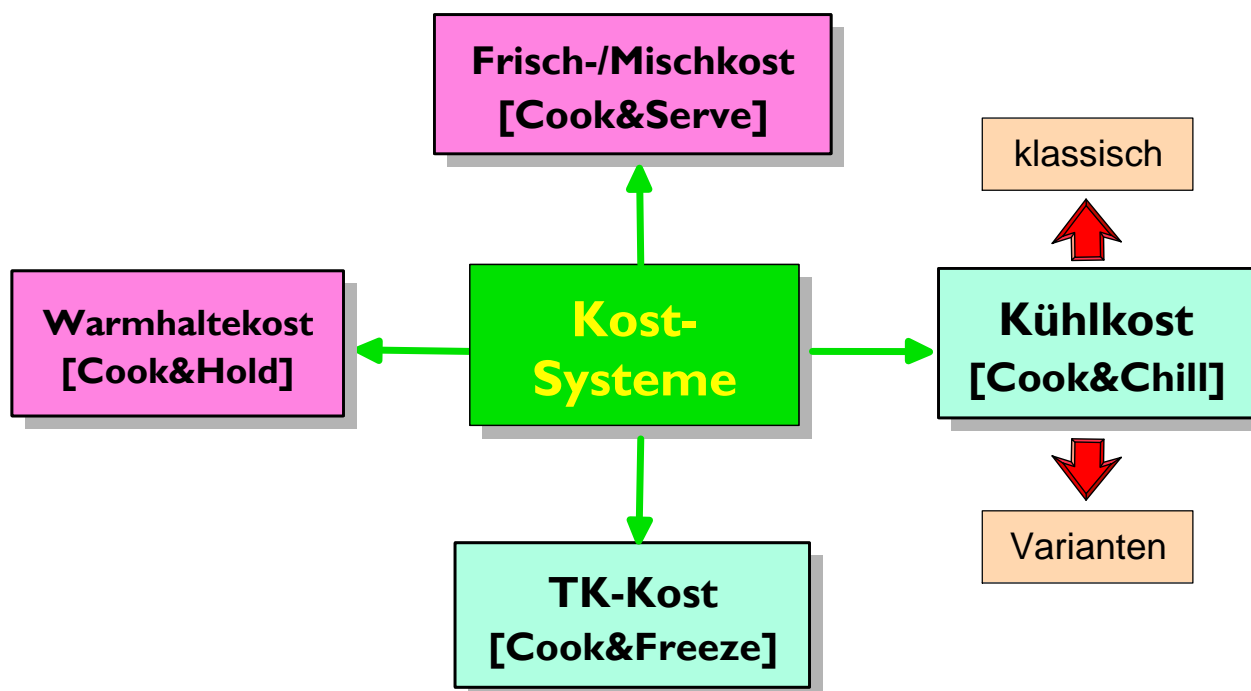 Frisch-/Mischkost
[Cook&Serve]
klassisch
Warmhaltekost
[Cook&Hold]
Kost-
Systeme
Kühlkost
[Cook&Chill]
Varianten
TK-Kost
[Cook&Freeze]